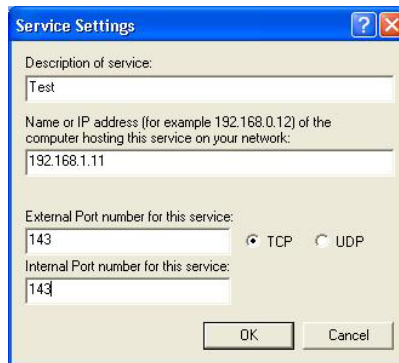 Service Settings
Description of service:
Test
Name or IP address (for example 192.168.0.12) of the
computer hosting this service on your network:
192.168.1.11
External Port number for this service:
143
TCP UDP
Internal Port number for this service:
143
OK Cancel